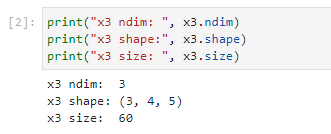 [2]: print("x3 ndim: ", x3.ndim)
print("x3 shape:", x3.shape)
print("x3 size: ", x3.size)
x3 ndim:  3
x3 shape: (3, 4, 5)
x3 size:  60